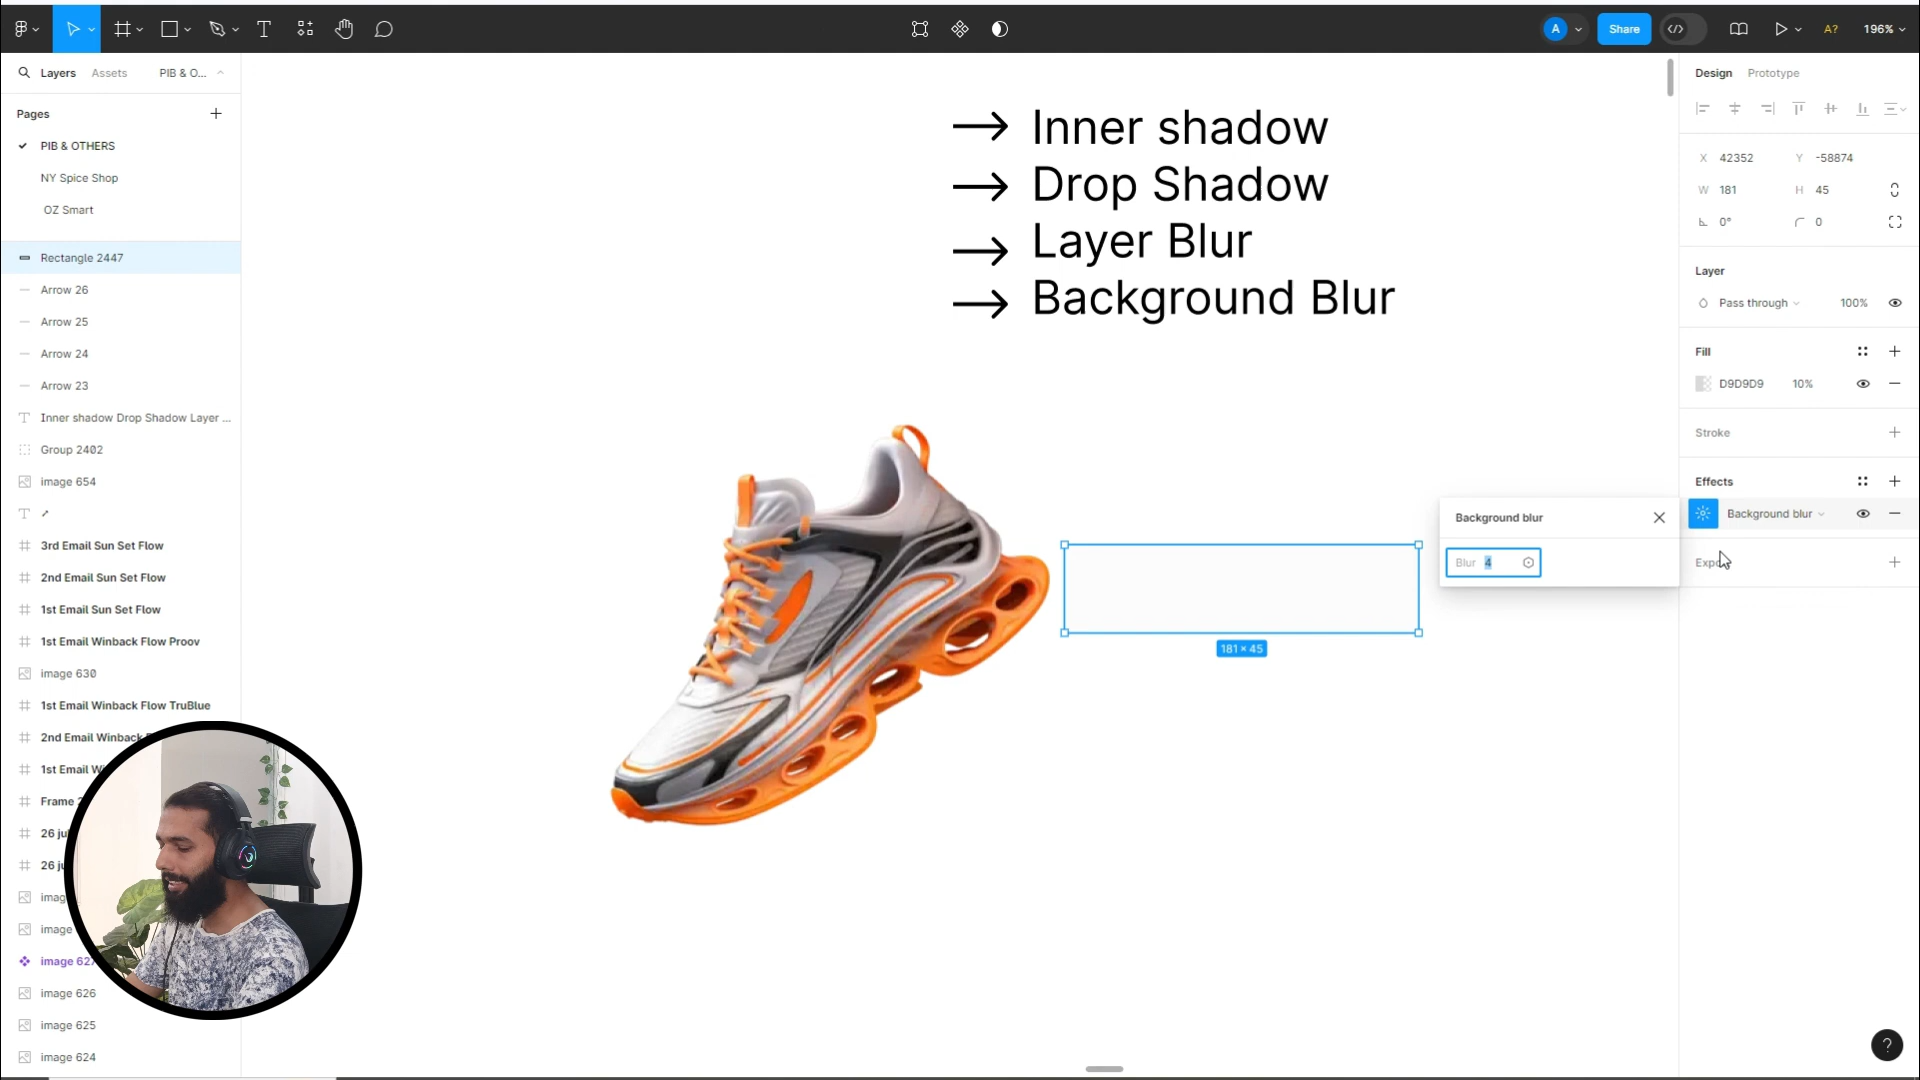 A
Share
A?
196%
Layers
Assets
PIB & O...
Pages
PIB & OTHERS
NY Spice Shop
OZ Smart
Rectangle 2447
Arrow 26
Arrow 25
Arrow 24
Arrow 23
Inner shadow Drop Shadow Layer ...
Group 2402
image 654
3rd Email Sun Set Flow
2nd Email Sun Set Flow
1st Email Sun Set Flow
1st Email Winback Flow Proov
image 630
1st Email Winback Flow TruBlue
2nd Email Winback
1st Email
Frame
26
26
image 627
image 626
image 625
image 624
Inner shadow
Drop Shadow
Layer Blur
Background Blur
181 × 45
Background blur
Blur 4
Design
Prototype
X 42352
Y -58874
W 181
H 45
0°
0
Layer
Pass through
100%
Fill
D9D9D9
10%
Stroke
Effects
Background blur
?